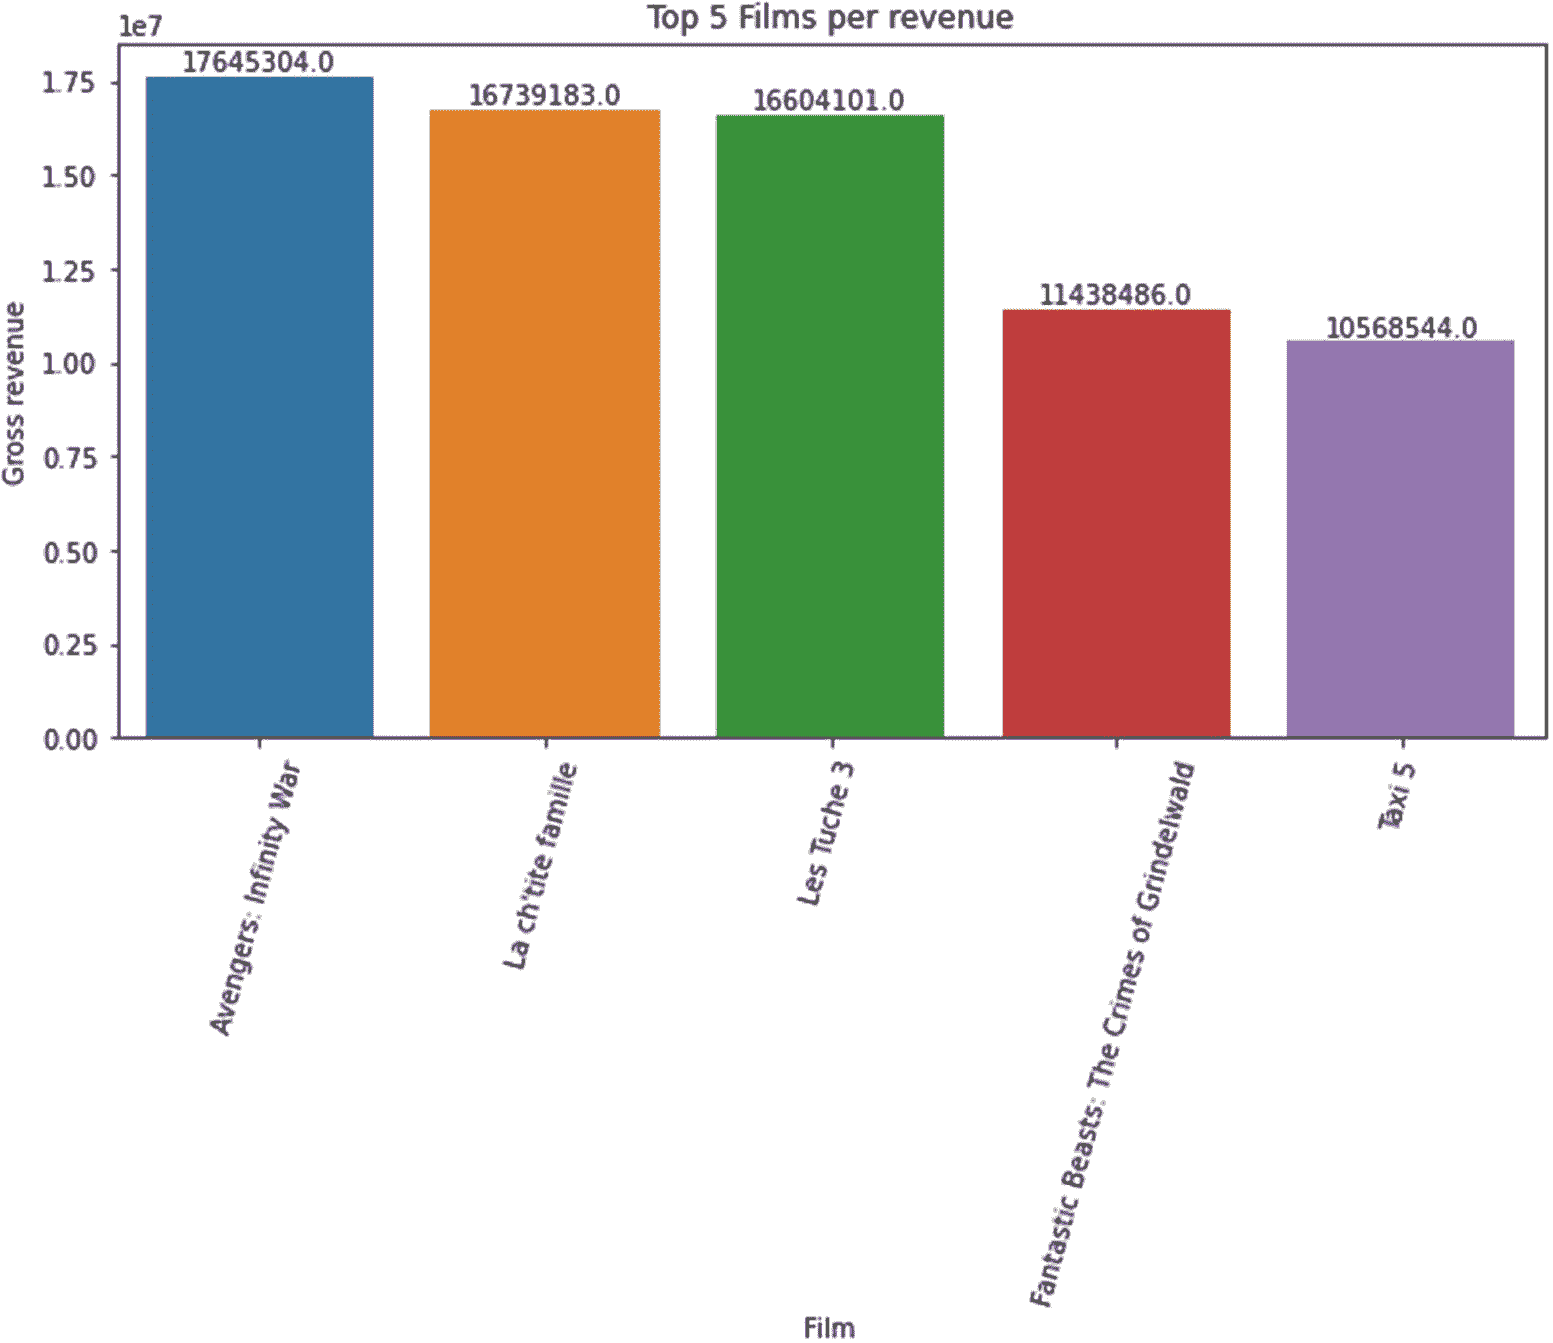 Top 5 Films per revenue
1e7
17645304.0
16739183.0
16604101.0
11438486.0
10568544.0
1.75
1.50
1.25
1.00
0.75
0.50
0.25
0.00
Gross revenue
Avengers: Infinity War
La ch'tite famille
Les Tuche 3
Fantastic Beasts: The Crimes of Grindelwald
Taxi 5
Film